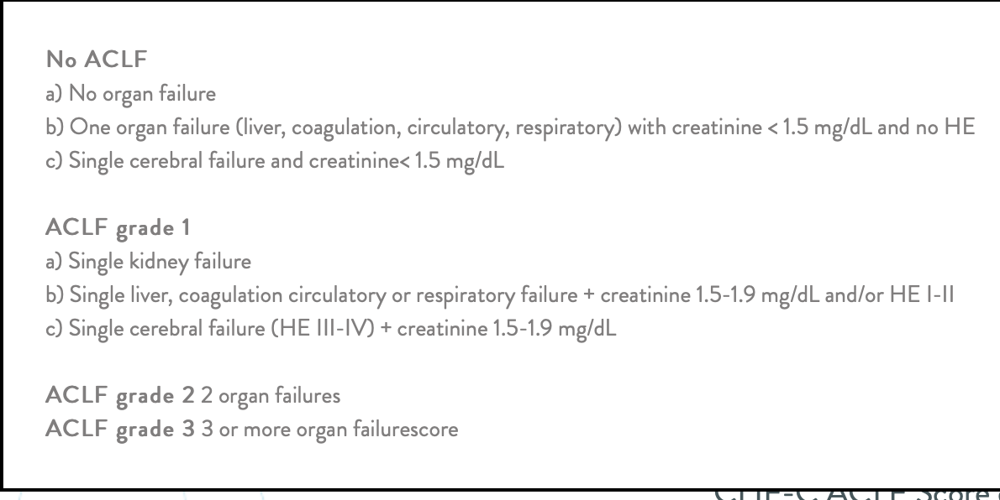 No ACLF
a) No organ failure
b) One organ failure (liver, coagulation, circulatory, respiratory) with creatinine < 1.5 mg/dL and no HE
c) Single cerebral failure and creatinine< 1.5 mg/dL
ACLF grade 1
a) Single kidney failure
b) Single liver, coagulation circulatory or respiratory failure + creatinine 1.5-1.9 mg/dL and/or HE I-II
c) Single cerebral failure (HE III-IV) + creatinine 1.5-1.9 mg/dL
ACLF grade 2 2 organ failures
ACLF grade 3 3 or more organ failurescore
CLIF-C ACLF Score